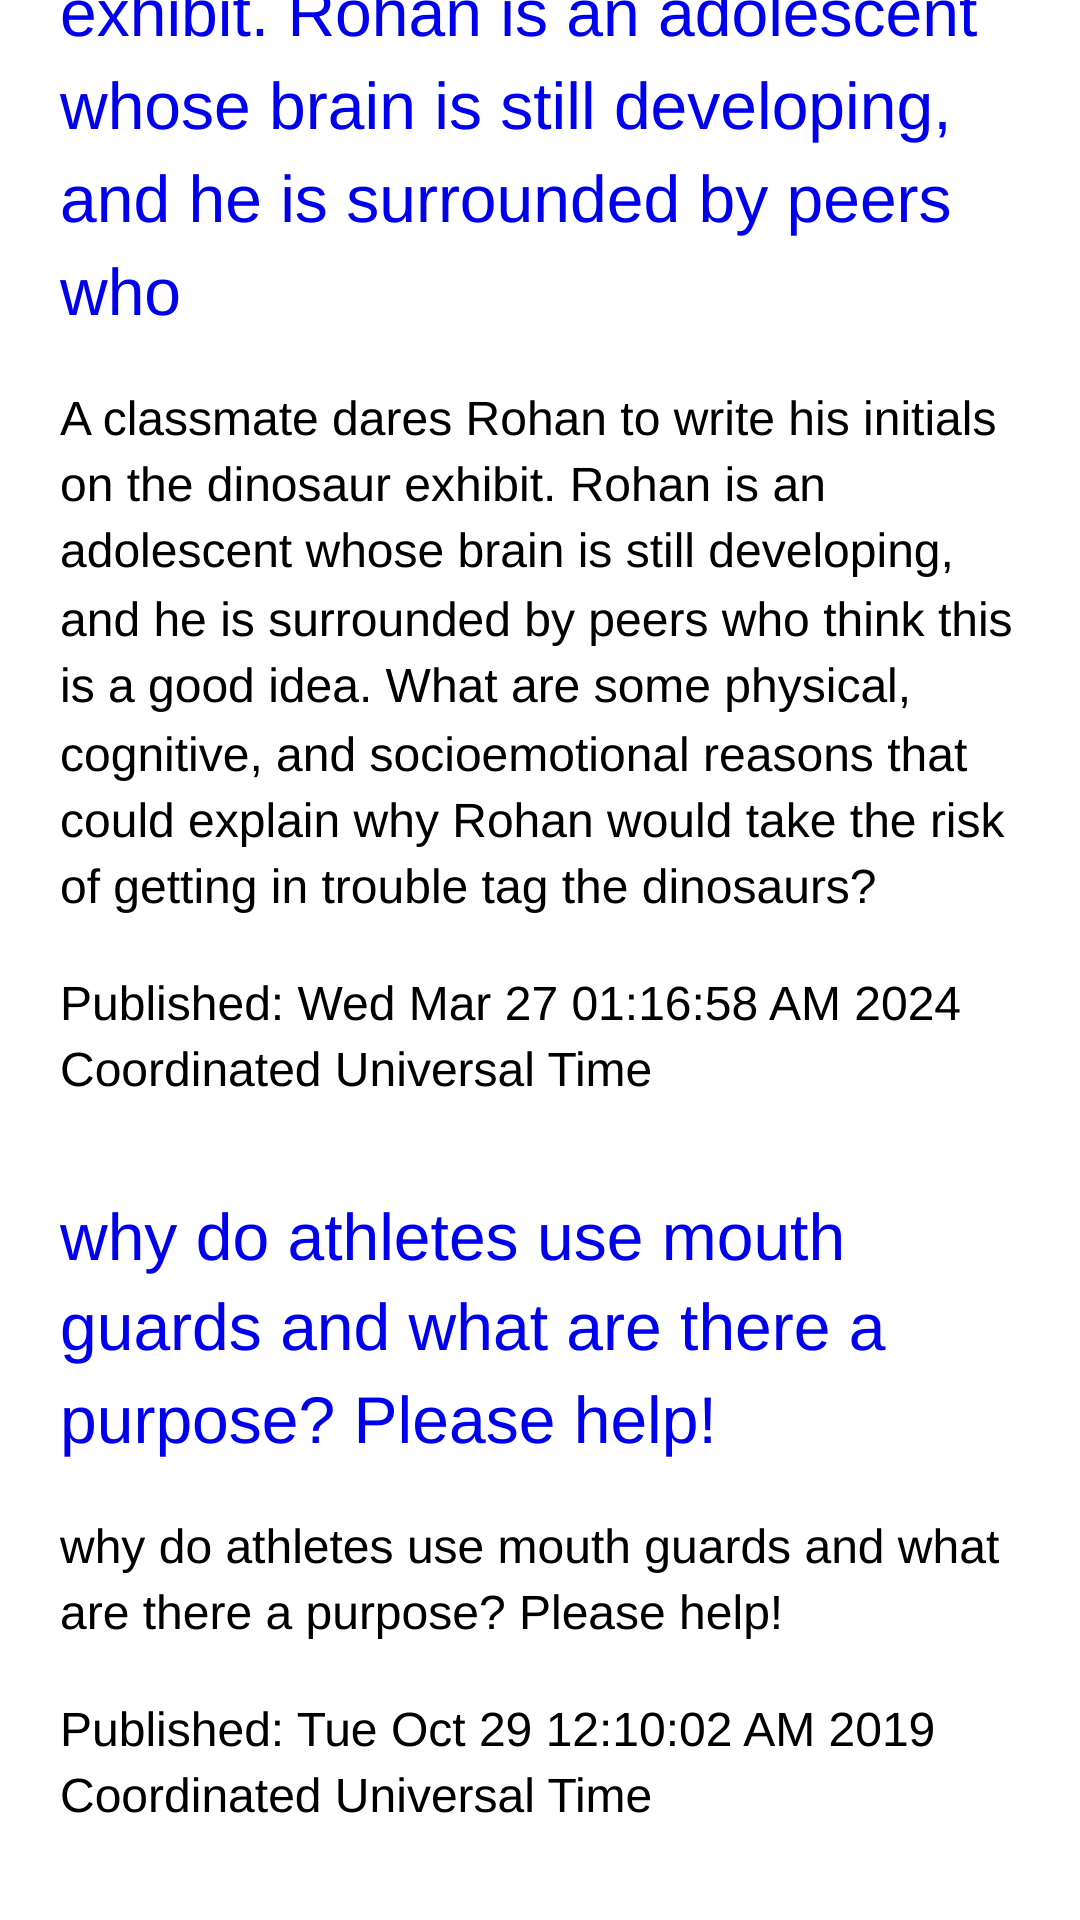 exhibit. Rohan is an adolescent
whose brain is still developing,
and he is surrounded by peers
who
A classmate dares Rohan to write his initials
on the dinosaur exhibit. Rohan is an
adolescent whose brain is still developing,
and he is surrounded by peers who think this
is a good idea. What are some physical,
cognitive, and socioemotional reasons that
could explain why Rohan would take the risk
of getting in trouble tag the dinosaurs?
Published: Wed Mar 27 01:16:58 AM 2024
Coordinated Universal Time
why do athletes use mouth
guards and what are there a
purpose? Please help!
why do athletes use mouth guards and what
are there a purpose? Please help!
Published: Tue Oct 29 12:10:02 AM 2019
Coordinated Universal Time